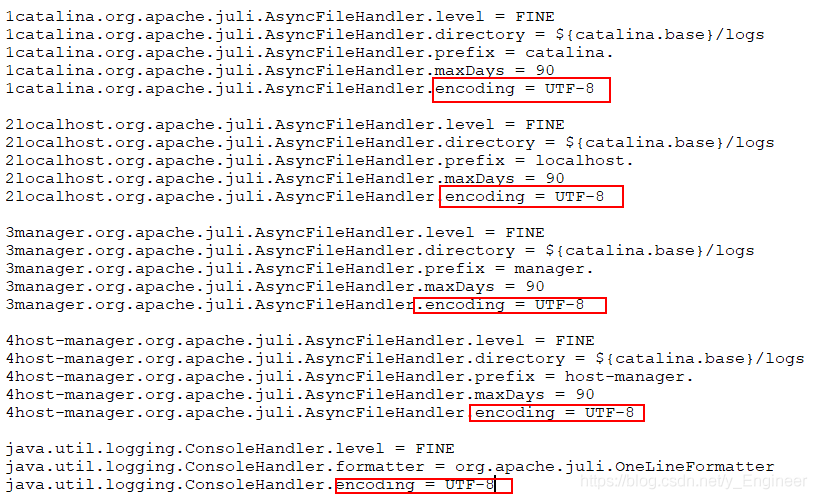 1catalina.org.apache.juli.AsyncFileHandler.level = FINE
1catalina.org.apache.juli.AsyncFileHandler.directory = ${catalina.base}/logs
1catalina.org.apache.juli.AsyncFileHandler.prefix = catalina.
1catalina.org.apache.juli.AsyncFileHandler.maxDays = 90
1catalina.org.apache.juli.AsyncFileHandler.encoding = UTF-8
2localhost.org.apache.juli.AsyncFileHandler.level = FINE
2localhost.org.apache.juli.AsyncFileHandler.directory = ${catalina.base}/logs
2localhost.org.apache.juli.AsyncFileHandler.prefix = localhost.
2localhost.org.apache.juli.AsyncFileHandler.maxDays = 90
2localhost.org.apache.juli.AsyncFileHandler.encoding = UTF-8
3manager.org.apache.juli.AsyncFileHandler.level = FINE
3manager.org.apache.juli.AsyncFileHandler.directory = ${catalina.base}/logs
3manager.org.apache.juli.AsyncFileHandler.prefix = manager.
3manager.org.apache.juli.AsyncFileHandler.maxDays = 90
3manager.org.apache.juli.AsyncFileHandler.encoding = UTF-8
4host-manager.org.apache.juli.AsyncFileHandler.level = FINE
4host-manager.org.apache.juli.AsyncFileHandler.directory = ${catalina.base}/logs
4host-manager.org.apache.juli.AsyncFileHandler.prefix = host-manager.
4host-manager.org.apache.juli.AsyncFileHandler.maxDays = 90
4host-manager.org.apache.juli.AsyncFileHandler.encoding = UTF-8
java.util.logging.ConsoleHandler.level = FINE
java.util.logging.ConsoleHandler.formatter = org.apache.juli.OneLineFormatter
java.util.logging.ConsoleHandler.encoding = UTF-8
https://blog.csdn.net/y_Engineer